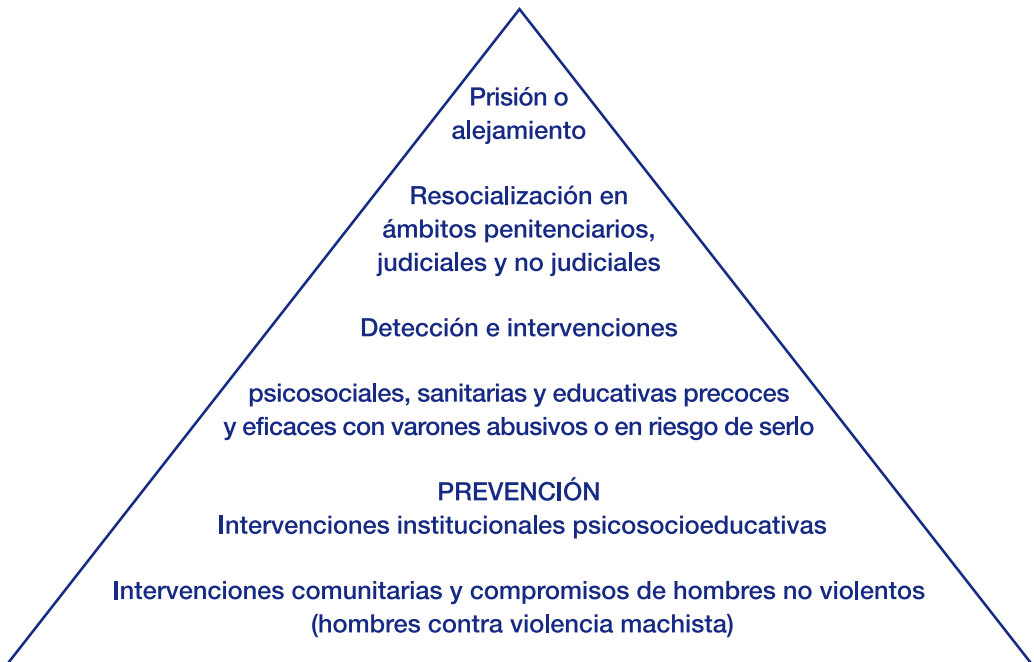 Prisión o
alejamiento
Resocialización en
ámbitos penitenciarios,
judiciales y no judiciales
Detección e intervenciones
psicosociales, sanitarias y educativas precoces
y eficaces con varones abusivos o en riesgo de serlo
PREVENCIÓN
Intervenciones institucionales psicosocioeducativas
Intervenciones comunitarias y compromisos de hombres no violentos
(hombres contra violencia machista)